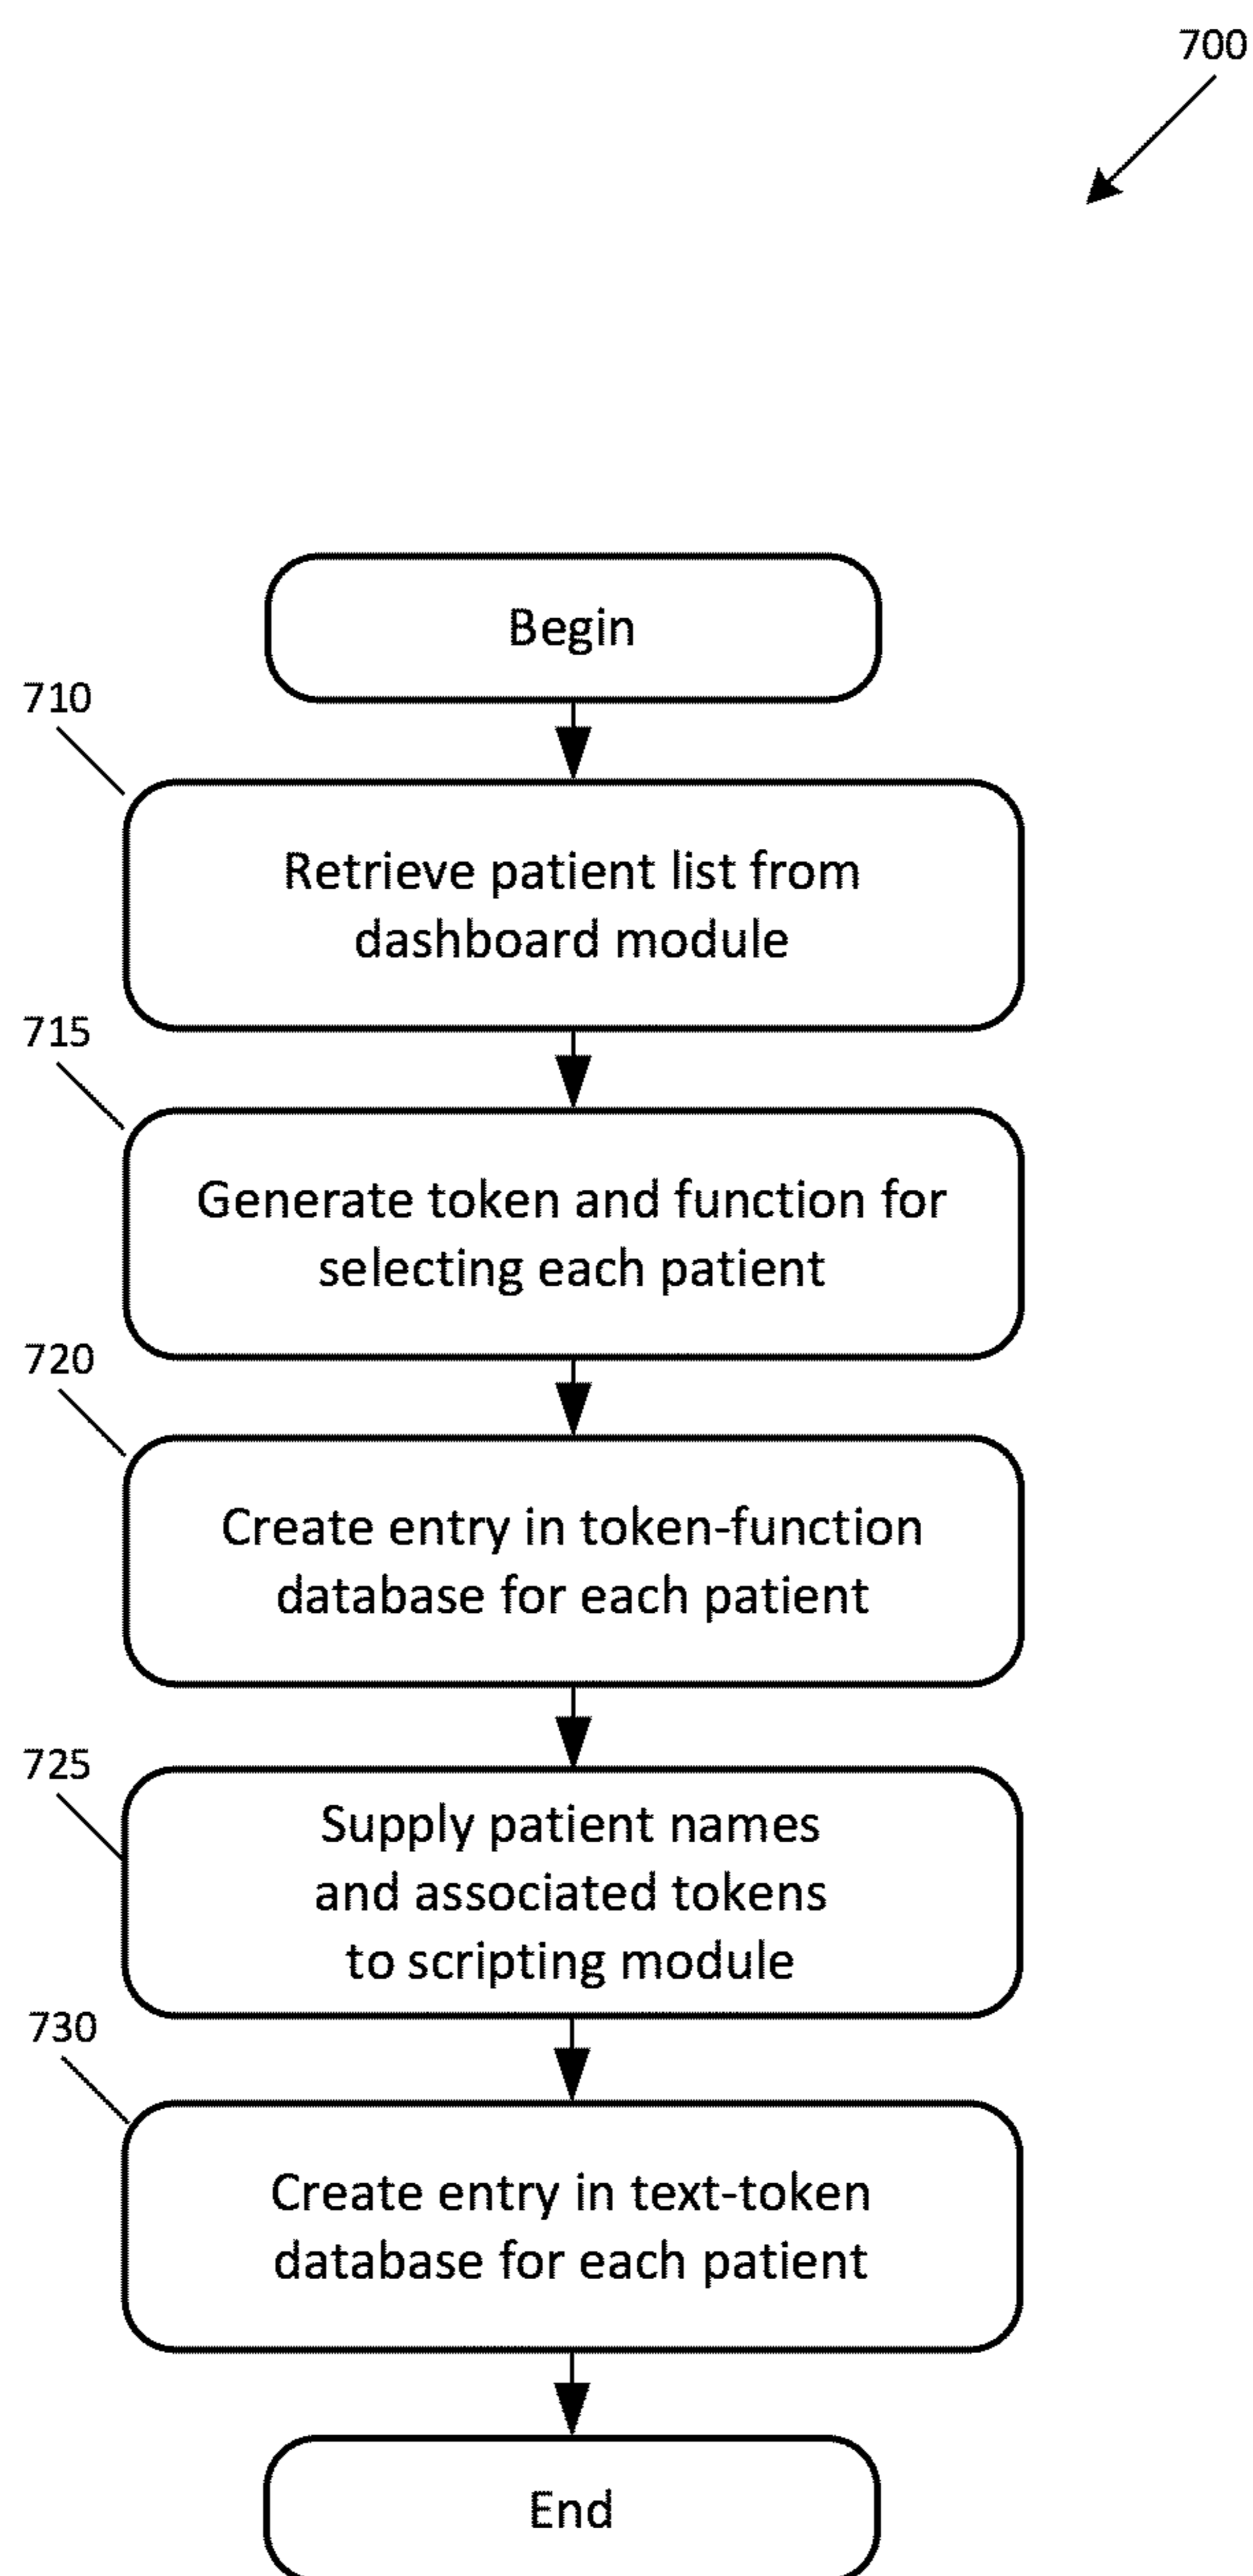 700
Begin
710
Retrieve patient list from
dashboard module
715
Generate token and function for
selecting each patient
720
Create entry in token-function
database for each patient
725
Supply patient names
and associated tokens
to scripting module
730
Create entry in text-token
database for each patient
End